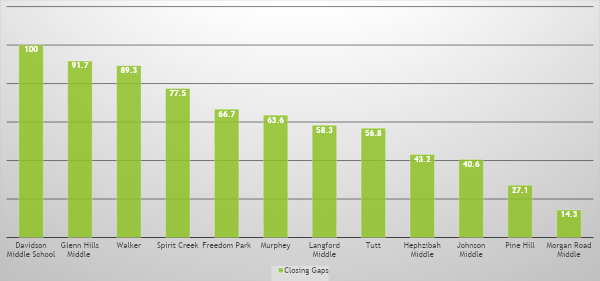 100
91.7
89.3
77.5
66.7
63.6
58.3
56.8
43.2
40.6
27.1
14.3
Davidson
Middle School
Glenn Hills
Middle
Walker
Spirit Creek
Freedom Park
Murphey
Langford
Middle
Tutt
Hephzibah
Middle
Johnson
Middle
Pine Hill
Morgan Road
Middle
Closing Gaps